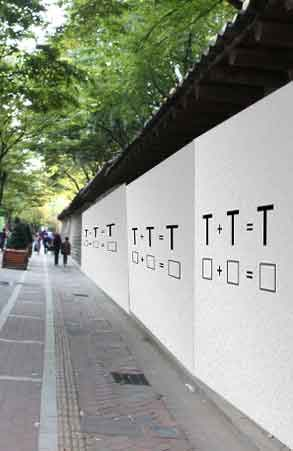 T + T = T
□ + □ = □
T + T = T
□ + □ = □
T + T = T
□ + □ = □